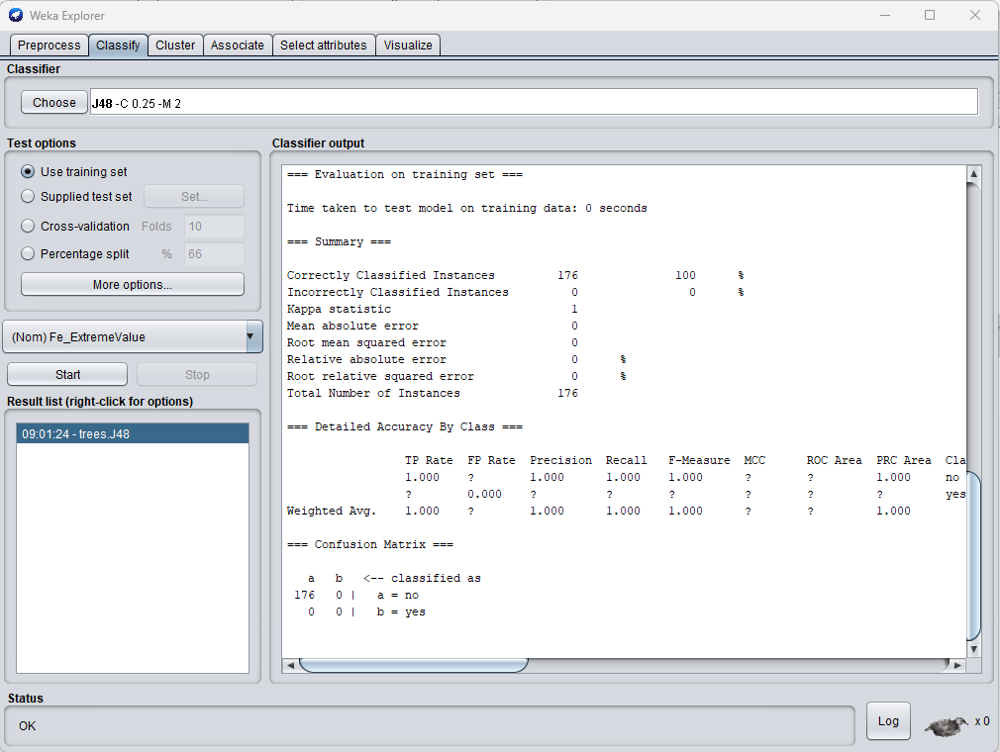 Weka Explorer
Preprocess Classify Cluster Associate Select attributes Visualize
Classifier
Choose J48 -C 0.25 -M 2
Test options
Use training set
Supplied test set Set...
Cross-validation Folds 10
Percentage split % 66
More options...
(Nom) Fe_ExtremeValue
Start Stop
Result list (right-click for options)
09:01:24 - trees.J48
Classifier output
=== Evaluation on training set ===
Time taken to test model on training data: 0 seconds
=== Summary ===
Correctly Classified Instances 176 100 %
Incorrectly Classified Instances 0 0 %
Kappa statistic 1
Mean absolute error 0
Root mean squared error 0
Relative absolute error 0 %
Root relative squared error 0 %
Total Number of Instances 176
=== Detailed Accuracy By Class ===
TP Rate FP Rate Precision Recall F-Measure MCC ROC Area PRC Area Cla
1.000 ? 1.000 1.000 1.000 ? ? 1.000 no
? 0.000 ? ? ? ? ? ? yes
Weighted Avg. 1.000 ? 1.000 1.000 1.000 ? ? 1.000
=== Confusion Matrix ===
a b <-- classified as
176 0 | a = no
0 0 | b = yes
Status
OK
Log
x 0